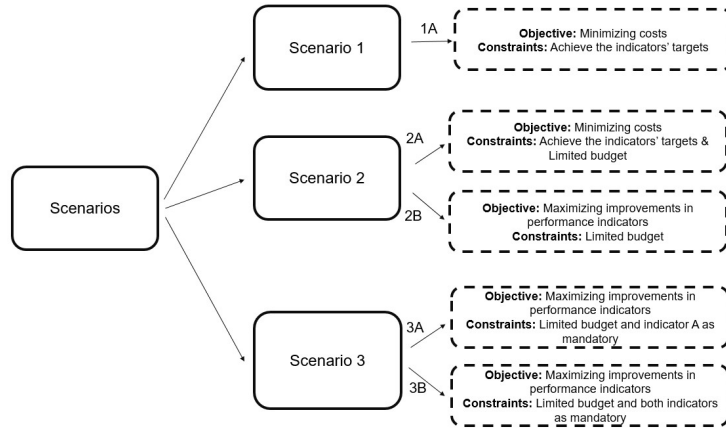 Scenarios
Scenario 1
1A
Objective: Minimizing costs
Constraints: Achieve the indicators' targets
Scenario 2
2A
Objective: Minimizing costs
Constraints: Achieve the indicators' targets &
Limited budget
2B
Objective: Maximizing improvements in
performance indicators
Constraints: Limited budget
Scenario 3
3A
Objective: Maximizing improvements in
performance indicators
Constraints: Limited budget and indicator A as
mandatory
3B
Objective: Maximizing improvements in
performance indicators
Constraints: Limited budget and both indicators
as mandatory